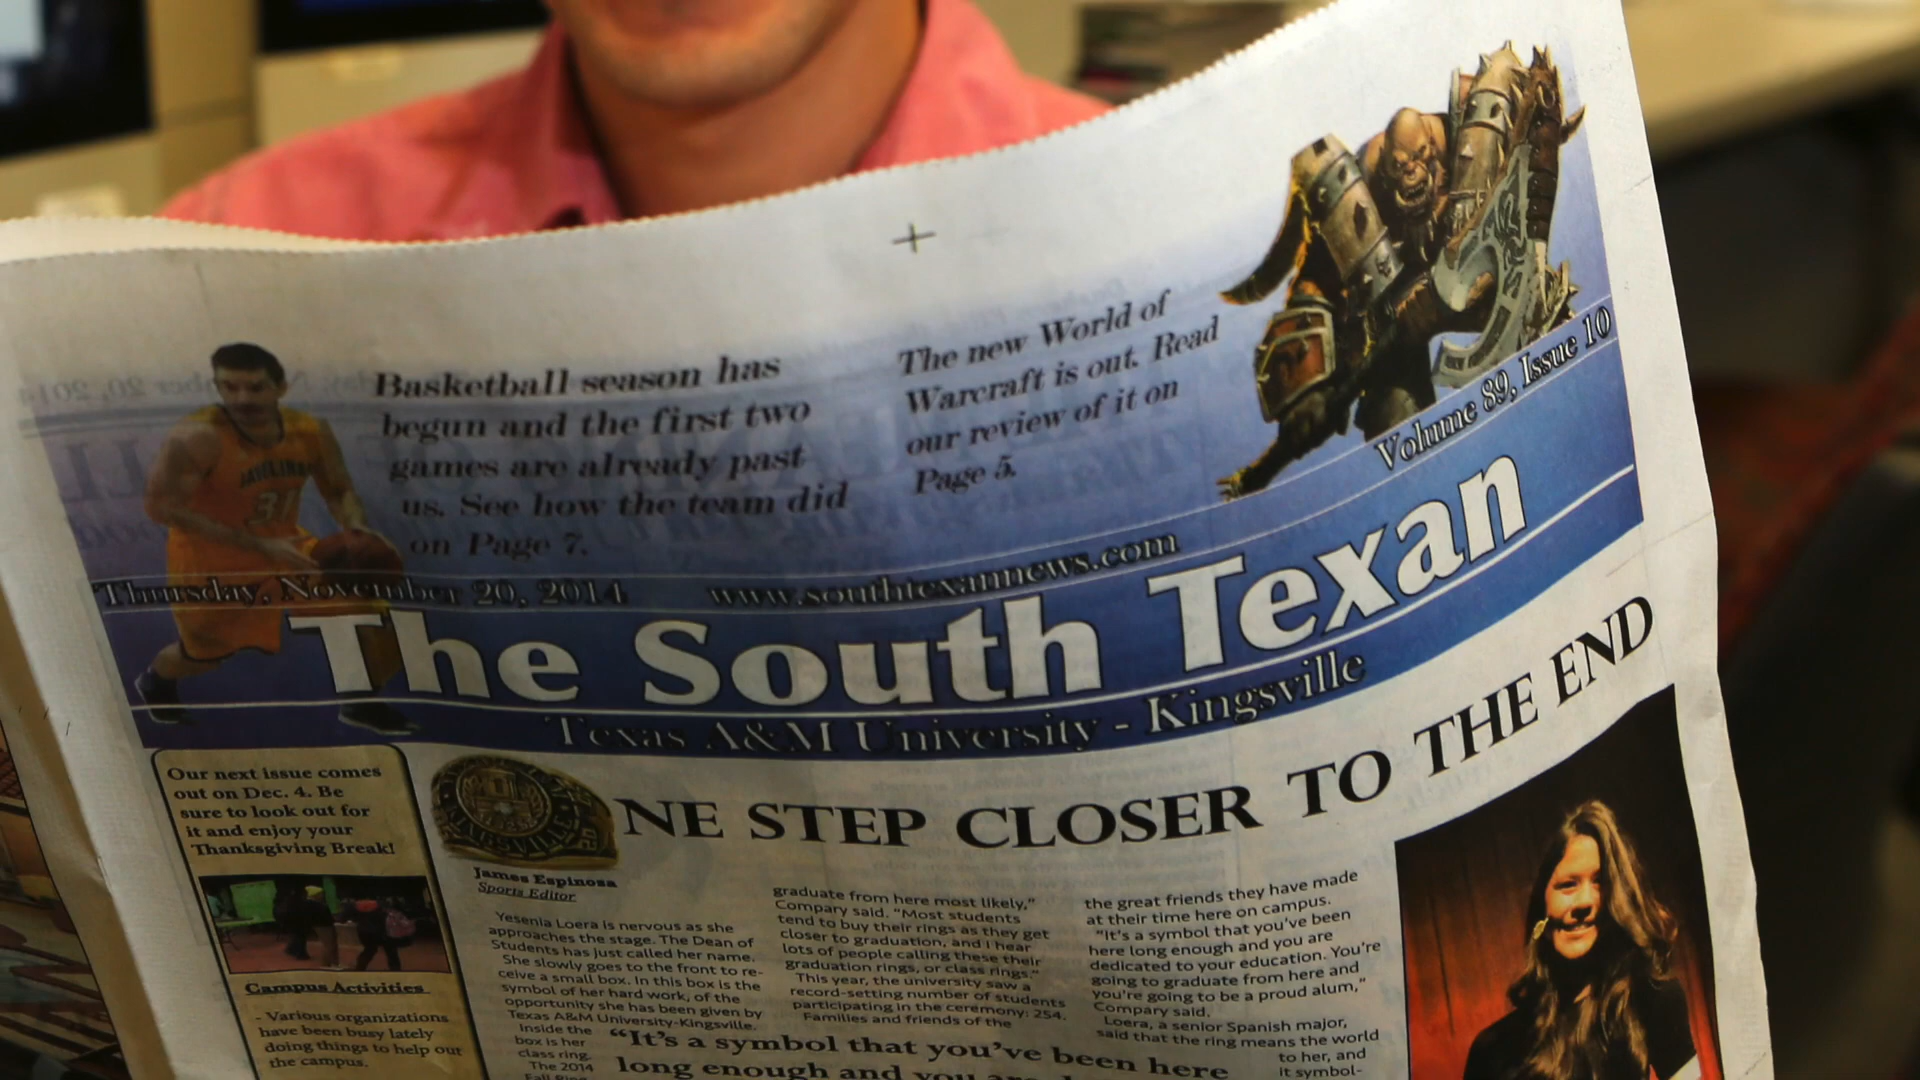 Basketball season has
begun and the first two
games are already past
us. See how the team did
on Page 7.
The new World of
Warcraft is out. Read
our review of it on
Page 5.
Volume 89, Issue 10
Thursday, November 20, 2014
www.southtexannews.com
The South Texan
Texas A&M University - Kingsville
31
Our next issue comes
out on Dec. 4. Be
sure to look out for
it and enjoy your
Thanksgiving Break!
Campus Activities
- Various organizations
have been busy lately
doing things to help out
the campus.
NE STEP CLOSER TO THE END
KINGSVILLE
James Espinosa
Sports Editor
Yesenia Loera is nervous as she
approaches the stage. The Dean of
Students has just called her name.
She slowly goes to the front to re-
ceive a small box. In this box is the
symbol of her hard work, of the
opportunity she has been given by
Texas A&M University-Kingsville.
Inside the
box is her
class ring.
The 2014
graduate from here most likely,"
Compary said. "Most students
tend to buy their rings as they get
closer to graduation, and I hear
lots of people calling these their
graduation rings, or class rings."
This year, the university saw a
record-setting number of students
participating in the ceremony: 254.
Families and friends of the
"It's a symbol that you've been here
long enough and you
the great friends they have made
at their time here on campus.
"It's a symbol that you've been
here long enough and you are
dedicated to your education. You're
going to graduate from here and
you're going to be a proud alum,"
Compary said.
Loera, a senior Spanish major,
said that the ring means the world
to her, and
it symbol-